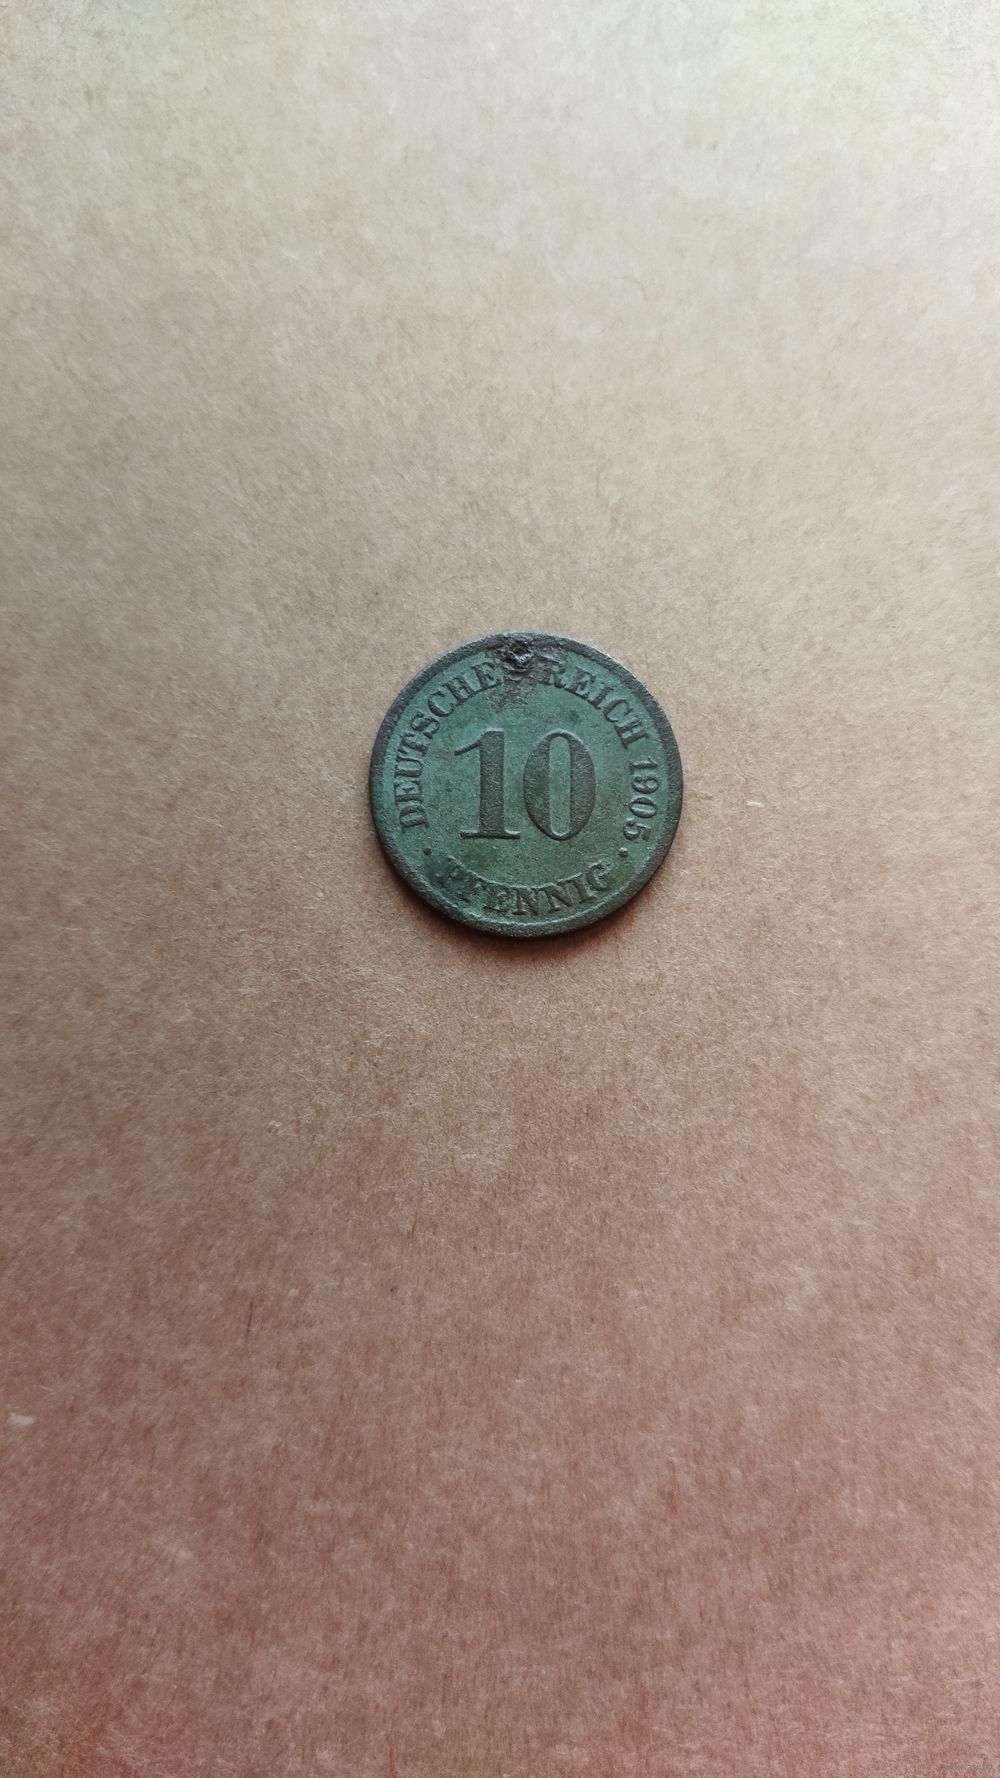 DEUTSCHES REICH 1905
10
• PFENNIG •